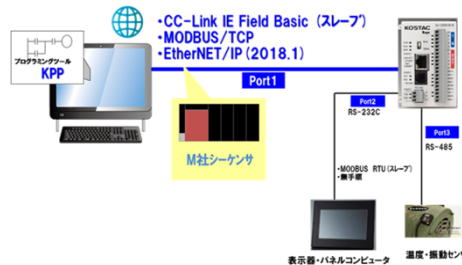 ・CC-Link IE Field Basic (スレーブ)
・MODBUS/TCP
・EtherNET/IP(2018.1)
プログラミングツール
KPP
Port1
KOSTAC
M社シーケンサ
Port2
RS-232C
Port3
RS-485
・MODBUS RTU(スレーブ)
・無手順
表示器・パネルコンピュータ
温度・振動セン